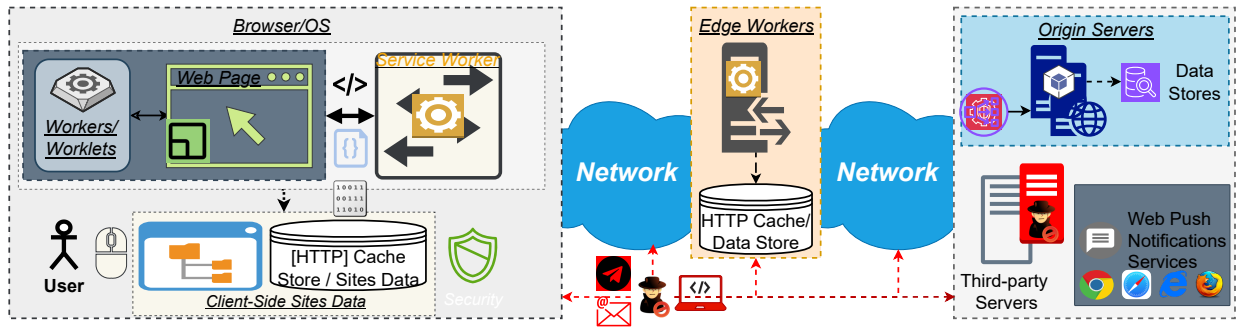 Browser/OS
Web Page
Workers/
Worklets
</>
{}
Service Worker
10011
00111
11010
User
[HTTP] Cache
Store / Sites Data
Client-Side Sites Data
Security
Network
@
</>
Edge Workers
HTTP Cache/
Data Store
Network
Origin Servers
Data
Stores
Third-party
Servers
Web Push
Notifications
Services